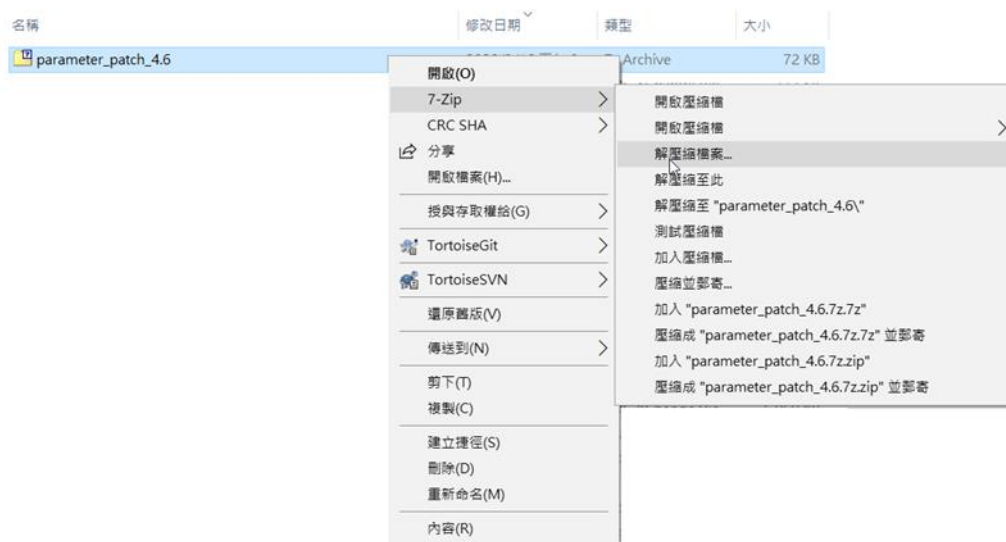 名稱 修改日期 類型 大小
parameter_patch_4.6 Archive 72 KB
開啟(O)
7-Zip
CRC SHA
分享
開啟檔案(H)...
授與存取權給(G)
TortoiseGit
TortoiseSVN
還原舊版(V)
傳送到(N)
剪下(T)
複製(C)
建立捷徑(S)
刪除(D)
重新命名(M)
內容(R)
開啟壓縮檔
開啟壓縮檔
解壓縮檔案...
解壓縮至此
解壓縮至 "parameter_patch_4.6\"
測試壓縮檔
加入壓縮檔...
壓縮並郵寄...
加入 "parameter_patch_4.6.7z.7z"
壓縮成 "parameter_patch_4.6.7z.7z" 並郵寄
加入 "parameter_patch_4.6.7z.zip"
壓縮成 "parameter_patch_4.6.7z.zip" 並郵寄